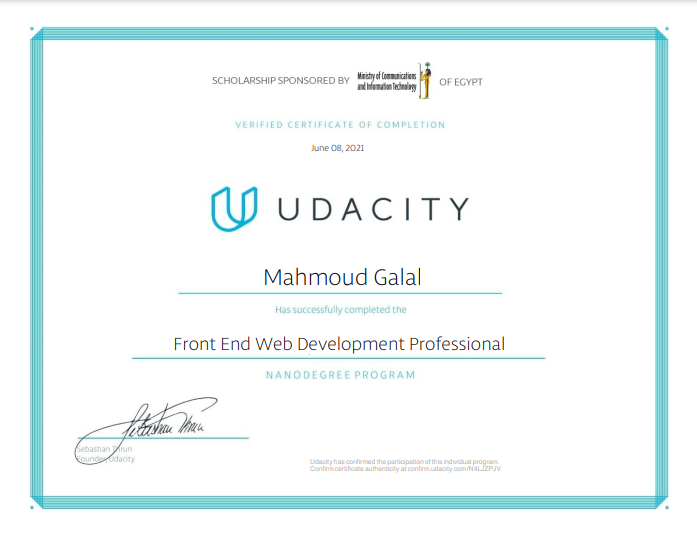 SCHOLARSHIP SPONSORED BY Ministry of Communications and Information Technology OF EGYPT
VERIFIED CERTIFICATE OF COMPLETION
June 08, 2021
UDACITY
Mahmoud Galal
Has successfully completed the
Front End Web Development Professional
NANODEGREE PROGRAM
Sebastian Thrun
Sebastian Thrun
Founder, Udacity
Udacity has confirmed the participation of this individual program.
Confirm certificate authenticity at confirm.udacity.com/N4LJZPJV